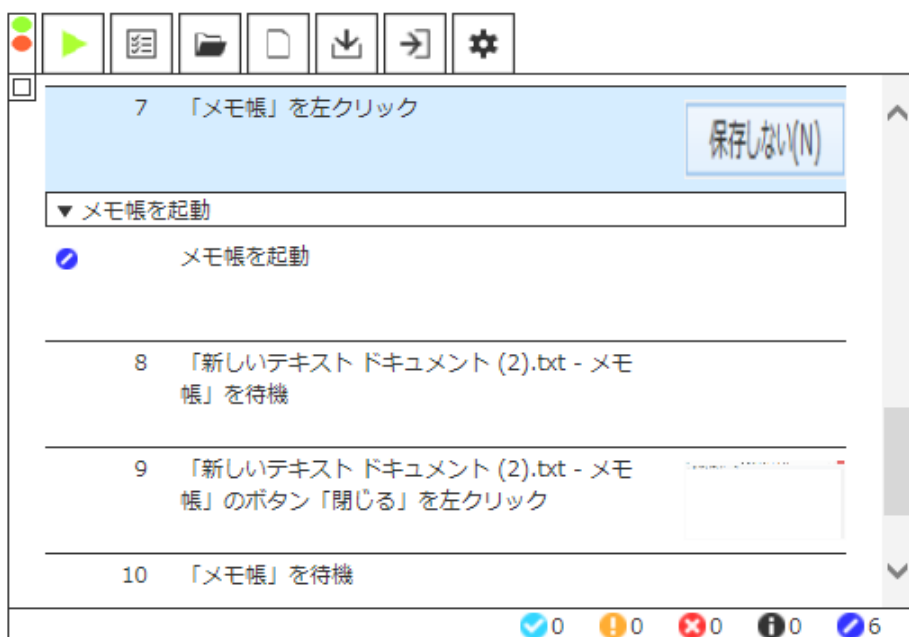 7 「メモ帳」を左クリック
保存しない(N)
▼ メモ帳を起動
メモ帳を起動
8 「新しいテキスト ドキュメント (2).txt - メモ
帳」を待機
9 「新しいテキスト ドキュメント (2).txt - メモ
帳」のボタン「閉じる」を左クリック
10 「メモ帳」を待機
0 0 0 0 6